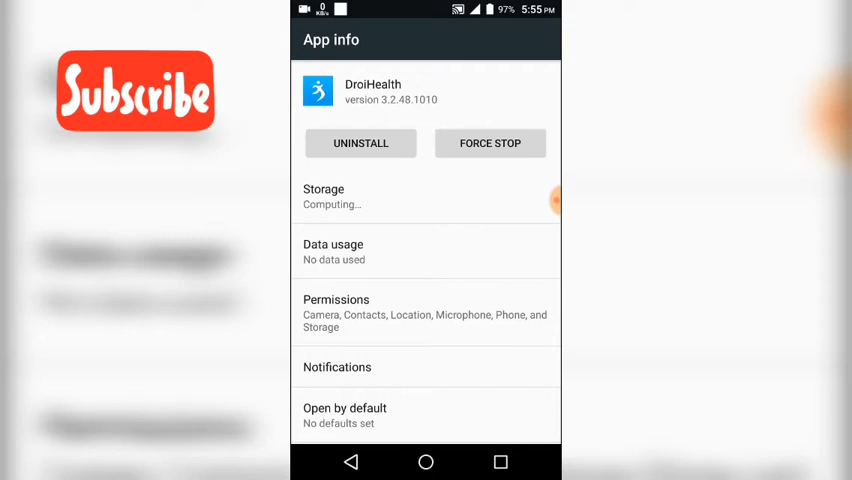 Subscribe
0
KB/s
97% 5:55 PM
App info
DroiHealth
version 3.2.48.1010
UNINSTALL FORCE STOP
Storage
Computing...
Data usage
No data used
Permissions
Camera, Contacts, Location, Microphone, Phone, and
Storage
Notifications
Open by default
No defaults set